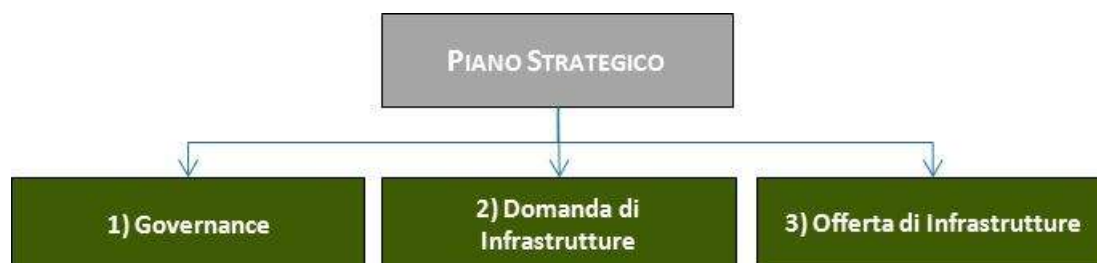 PIANO STRATEGICO
1) Governance
2) Domanda di
Infrastrutture
3) Offerta di Infrastrutture